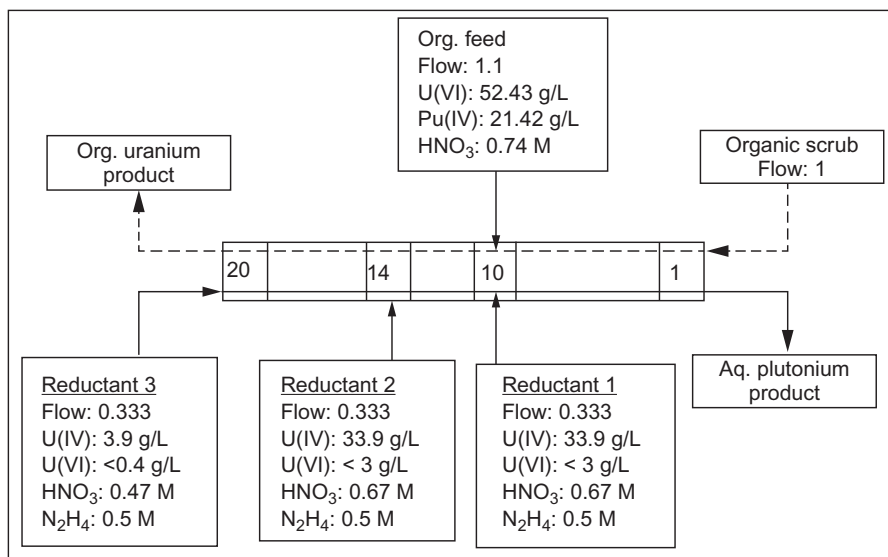 Org. feed
Flow: 1.1
U(VI): 52.43 g/L
Pu(IV): 21.42 g/L
HNO₃: 0.74 M
Org. uranium
product
Organic scrub
Flow: 1
20
14
10
1
Reductant 3
Flow: 0.333
U(IV): 3.9 g/L
U(VI): <0.4 g/L
HNO₃: 0.47 M
N₂H₄: 0.5 M
Reductant 2
Flow: 0.333
U(IV): 33.9 g/L
U(VI): < 3 g/L
HNO₃: 0.67 M
N₂H₄: 0.5 M
Reductant 1
Flow: 0.333
U(IV): 33.9 g/L
U(VI): < 3 g/L
HNO₃: 0.67 M
N₂H₄: 0.5 M
Aq. plutonium
product